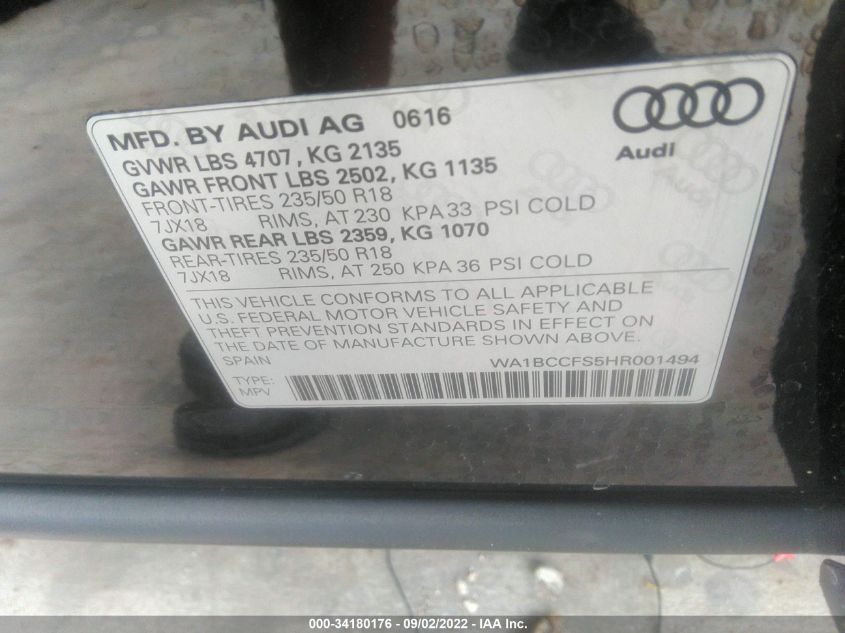 MFD. BY AUDI AG 0616
GVWR LBS 4707, KG 2135
GAWR FRONT LBS 2502, KG 1135
FRONT-TIRES 235/50 R18
7JX18 RIMS, AT 230 KPA 33 PSI COLD
GAWR REAR LBS 2359, KG 1070
REAR-TIRES 235/50 R18
7JX18 RIMS, AT 250 KPA 36 PSI COLD
Audi
THIS VEHICLE CONFORMS TO ALL APPLICABLE
U.S. FEDERAL MOTOR VEHICLE SAFETY AND
THEFT PREVENTION STANDARDS IN EFFECT ON
THE DATE OF MANUFACTURE SHOWN ABOVE.
SPAIN WA1BCCFS5HR001494
TYPE:
MPV
000-34180176 - 09/02/2022 - IAA Inc.